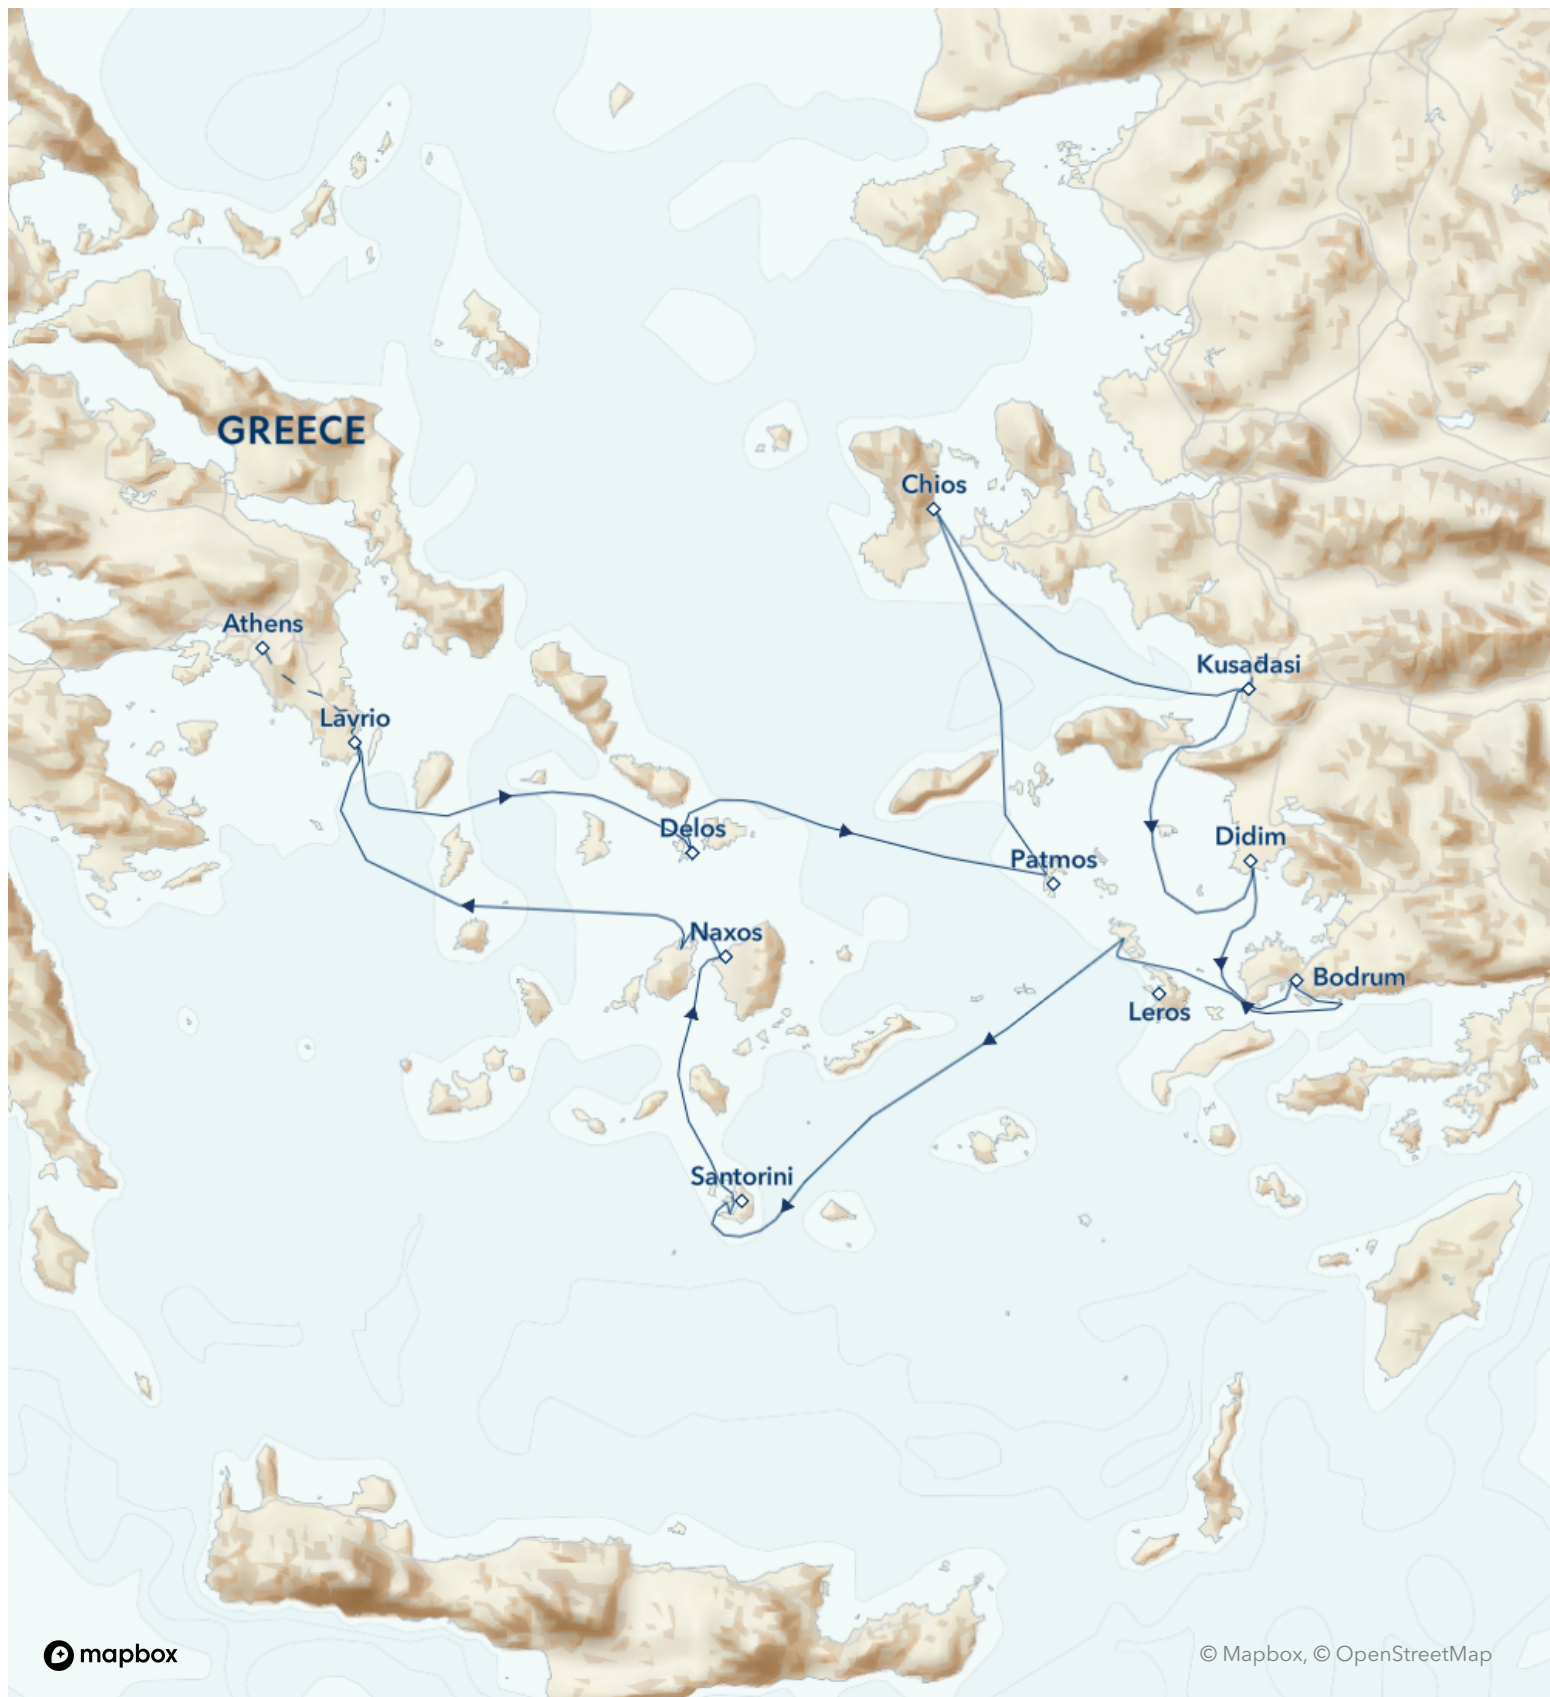 GREECE
Chios
Athens
Kusadasi
Lavrio
Delos
Didim
Patmos
Naxos
Bodrum
Leros
Santorini
mapbox
© Mapbox, © OpenStreetMap